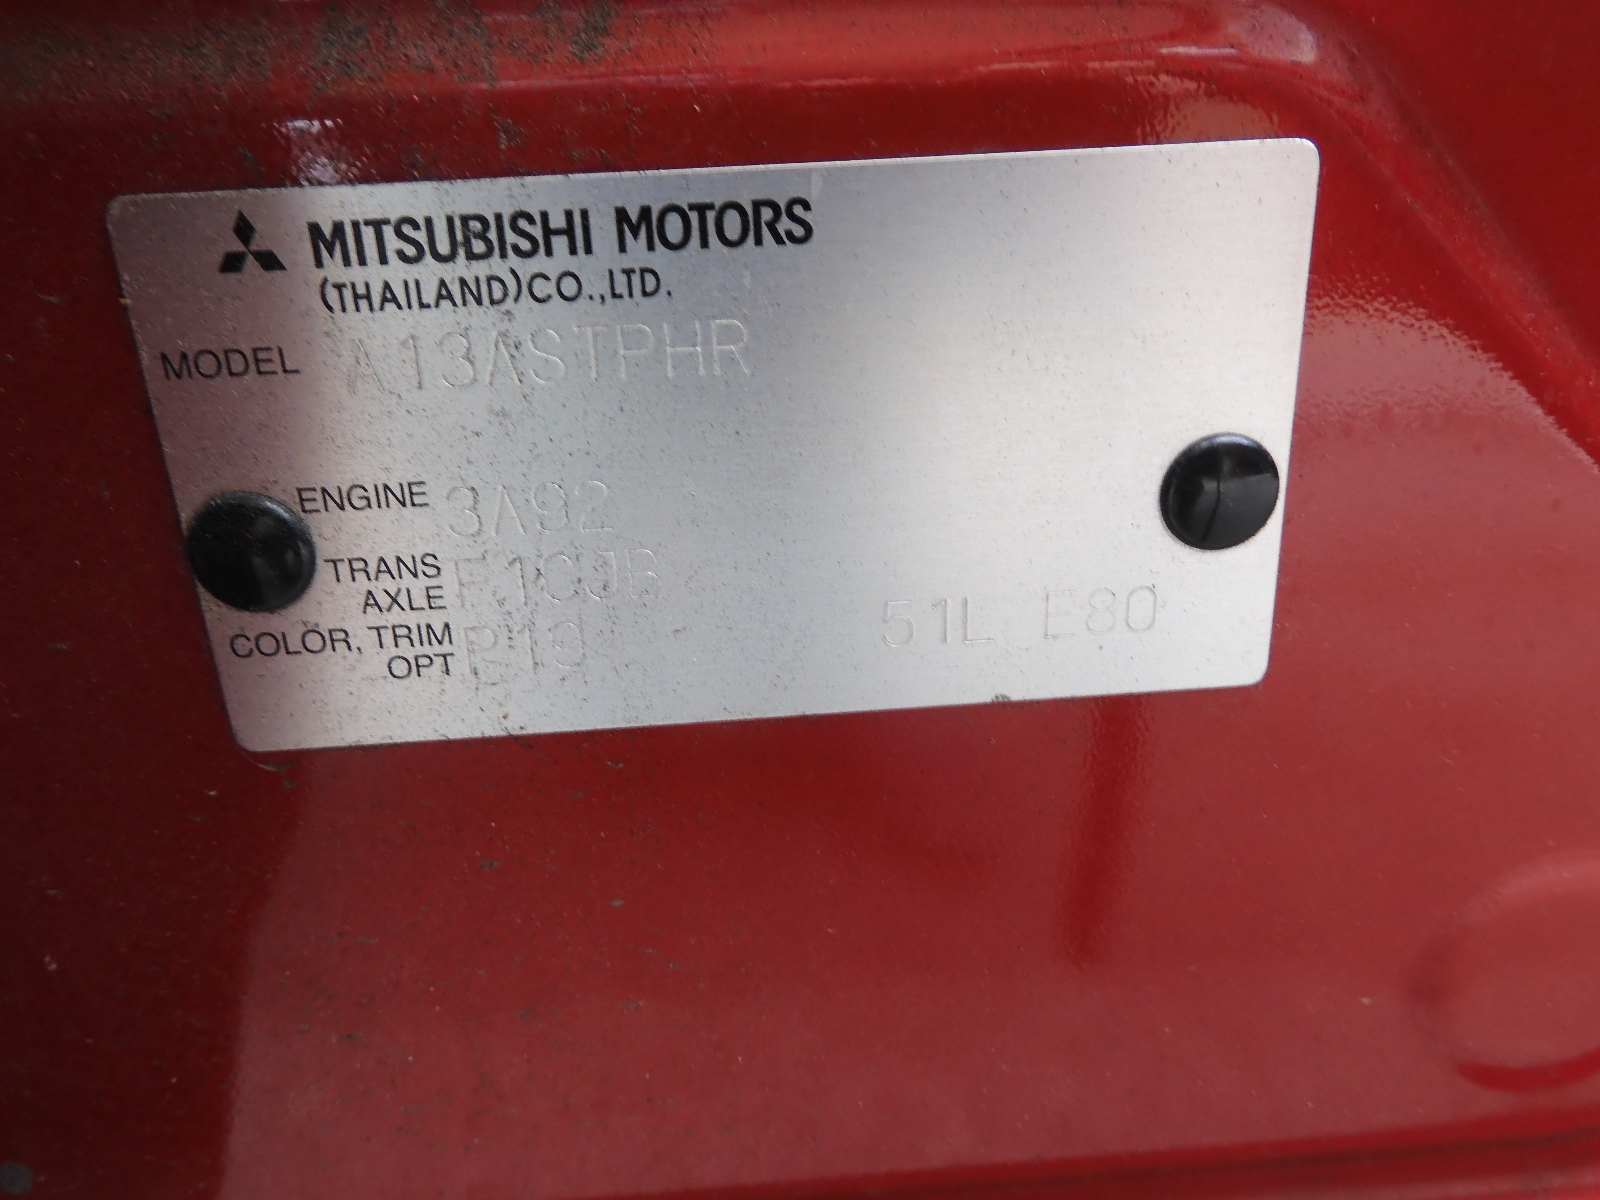 MITSUBISHI MOTORS
(THAILAND)CO.,LTD.
MODEL A13ASTPHR
ENGINE 3A92
TRANS AXLE F1CJB
COLOR, TRIM OPT P19 51L E80